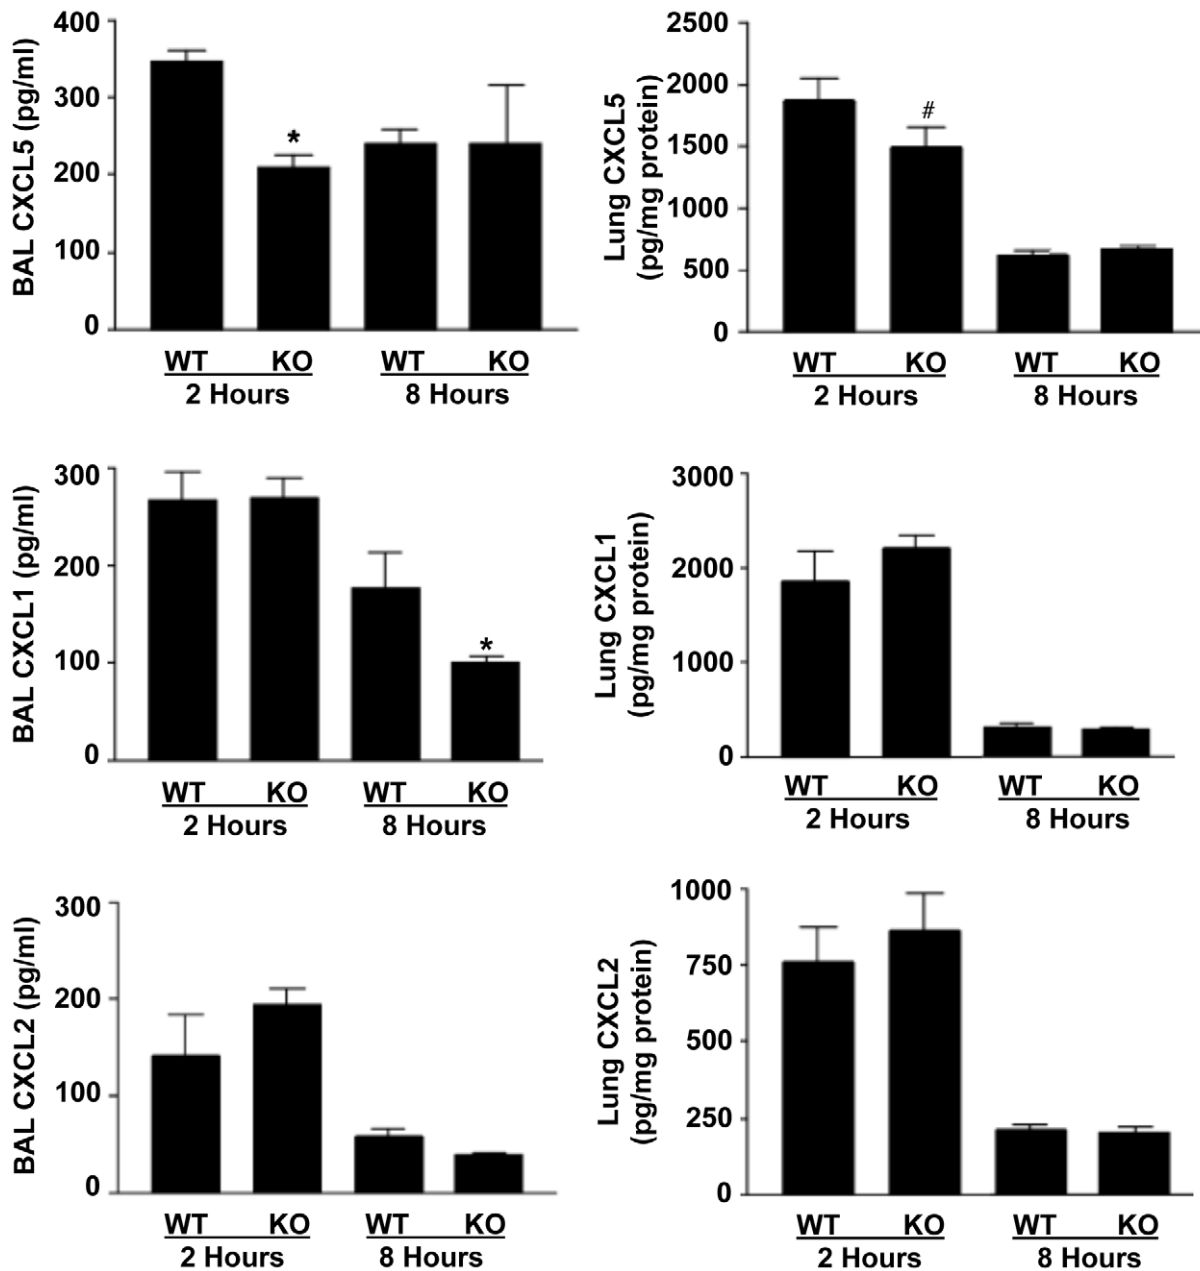 BAL CXCL5 (pg/ml)
400
300
200
100
0
*
WT KO WT KO
2 Hours 8 Hours
Lung CXCL5
(pg/mg protein)
2500
2000
1500
1000
500
0
#
WT KO WT KO
2 Hours 8 Hours
BAL CXCL1 (pg/ml)
300
200
100
0
*
WT KO WT KO
2 Hours 8 Hours
Lung CXCL1
(pg/mg protein)
3000
2000
1000
0
WT KO WT KO
2 Hours 8 Hours
BAL CXCL2 (pg/ml)
300
200
100
0
WT KO WT KO
2 Hours 8 Hours
Lung CXCL2
(pg/mg protein)
1000
750
500
250
0
WT KO WT KO
2 Hours 8 Hours